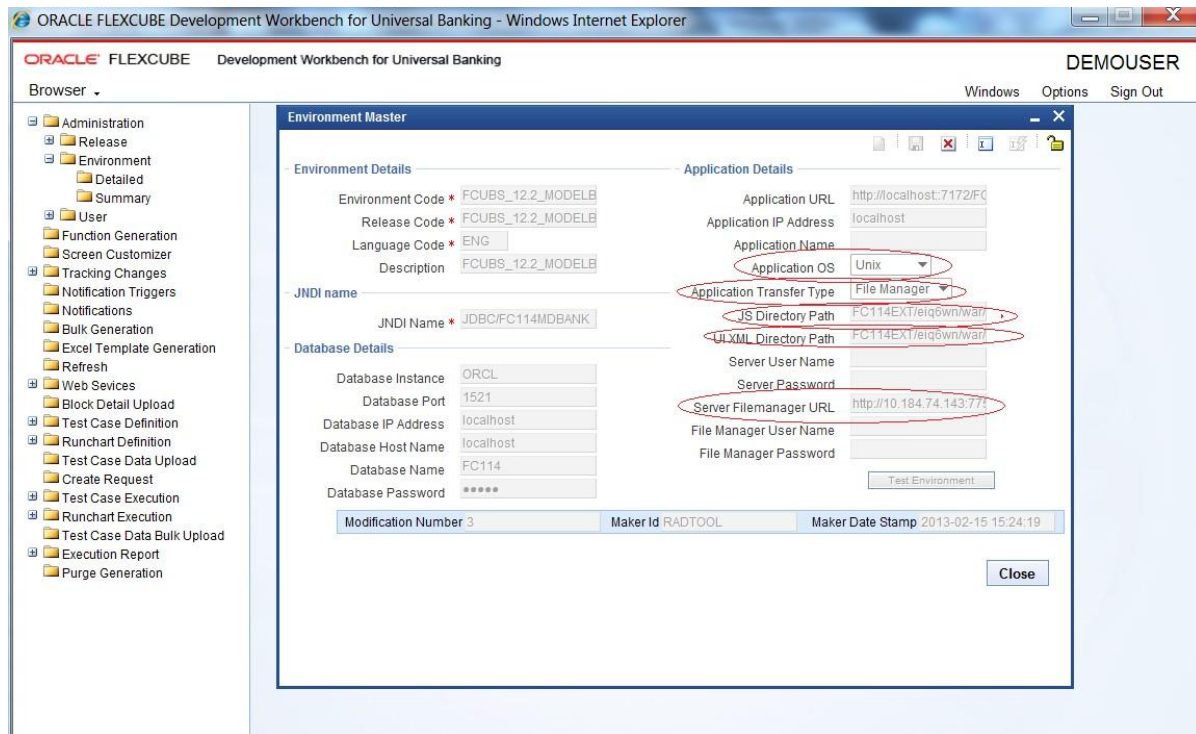 ORACLE FLEXCUBE Development Workbench for Universal Banking - Windows Internet Explorer
ORACLE FLEXCUBE Development Workbench for Universal Banking
DEMOUSER
Browser
Windows Options Sign Out
Administration
Release
Environment
Detailed
Summary
User
Function Generation
Screen Customizer
Tracking Changes
Notification Triggers
Notifications
Bulk Generation
Excel Template Generation
Refresh
Web Sevices
Block Detail Upload
Test Case Definition
Runchart Definition
Test Case Data Upload
Create Request
Test Case Execution
Runchart Execution
Test Case Data Bulk Upload
Execution Report
Purge Generation
Environment Master
Environment Details
Environment Code * FCUBS_12.2_MODELB
Release Code * FCUBS_12.2_MODELB
Language Code * ENG
Description FCUBS_12.2_MODELB
JNDI name
JNDI Name * JDBC/FC114MDBANK
Database Details
Database Instance ORCL
Database Port 1521
Database IP Address localhost
Database Host Name localhost
Database Name FC114
Database Password •••••
Application Details
Application URL http://localhost:7172/FC
Application IP Address localhost
Application Name
Application OS Unix
Application Transfer Type File Manager
JS Directory Path FC114EXT/eiq6wn/war/
UI XML Directory Path FC114EXT/eiq6wn/war/
Server User Name
Server Password
Server Filemanager URL http://10.184.74.143:775
File Manager User Name
File Manager Password
Test Environment
Modification Number 3 Maker Id RADTOOL Maker Date Stamp 2013-02-15 15:24:19
Close